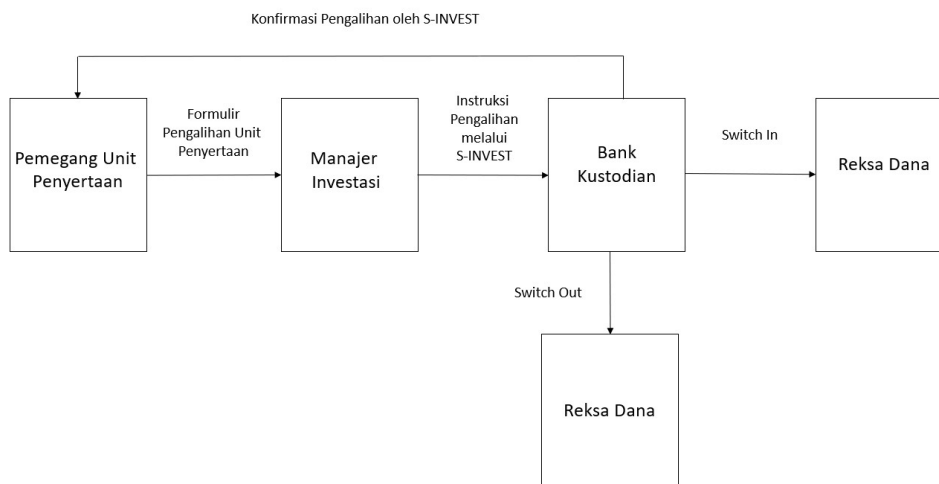 Konfirmasi Pengalihan oleh S-INVEST
Pemegang Unit
Penyertaan
Formulir
Pengalihan Unit
Penyertaan
Manajer
Investasi
Instruksi
Pengalihan
melalui
S-INVEST
Bank
Kustodian
Switch In
Reksa Dana
Switch Out
Reksa Dana